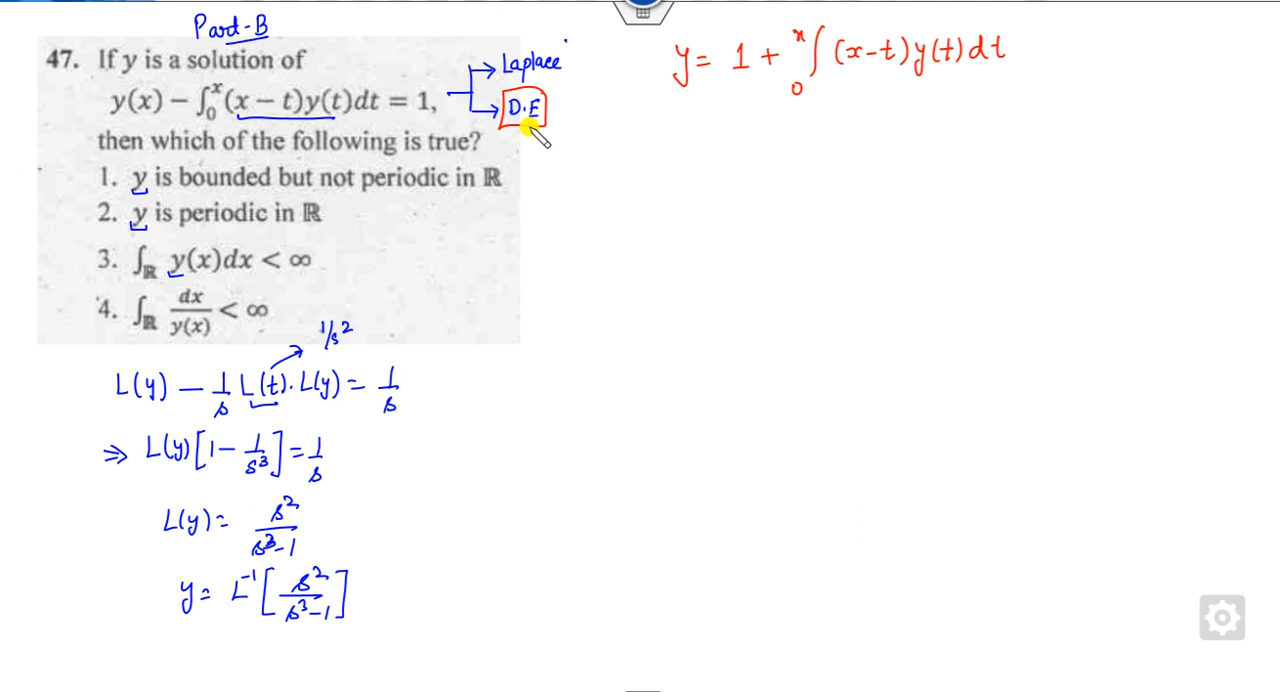 Part-B
47. If y is a solution of
y(x) − ∫₀ˣ(x − t)y(t)dt = 1,
→ Laplace
→ D.E
then which of the following is true?
1. y is bounded but not periodic in ℝ
2. y is periodic in ℝ
3. ∫_ℝ y(x)dx < ∞
4. ∫_ℝ dx/y(x) < ∞
L(y) − 1/s L(t) · L(y) = 1/s
1/s²
⇒ L(y)[1 − 1/s³] = 1/s
L(y) = s²/(s³−1)
y = L⁻¹[s²/(s³−1)]
y = 1 + ₀ˣ∫ (x−t)y(t)dt